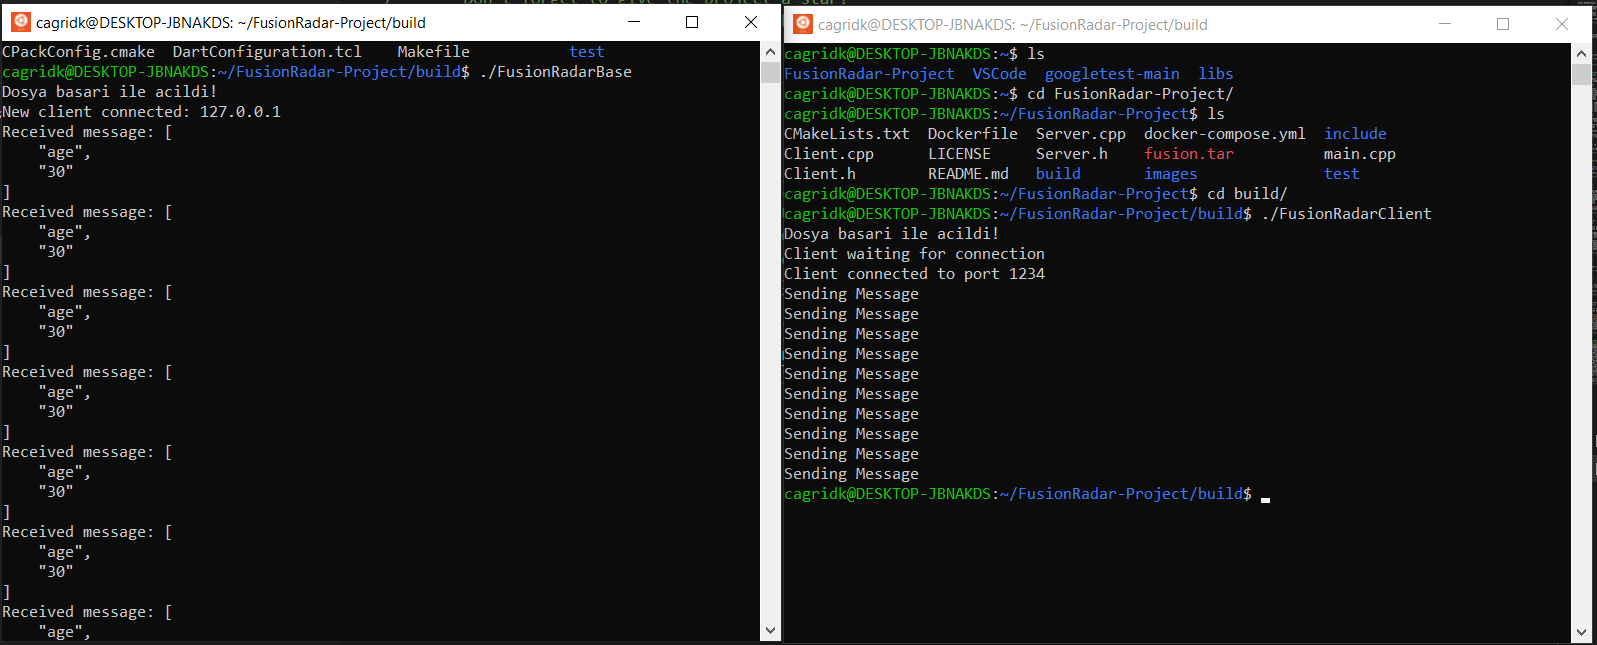 Don't forget to give the project a star!
cagridk@DESKTOP-JBNAKDS: ~/FusionRadar-Project/build
CPackConfig.cmake  DartConfiguration.tcl    Makefile           test
cagridk@DESKTOP-JBNAKDS:~/FusionRadar-Project/build$ ./FusionRadarBase
Dosya basari ile acildi!
New client connected: 127.0.0.1
Received message: [
    "age",
    "30"
]
Received message: [
    "age",
    "30"
]
Received message: [
    "age",
    "30"
]
Received message: [
    "age",
    "30"
]
Received message: [
    "age",
    "30"
]
Received message: [
    "age",
    "30"
]
Received message: [
    "age",
cagridk@DESKTOP-JBNAKDS: ~/FusionRadar-Project/build
cagridk@DESKTOP-JBNAKDS:~$ ls
FusionRadar-Project  VSCode  googletest-main  libs
cagridk@DESKTOP-JBNAKDS:~$ cd FusionRadar-Project/
cagridk@DESKTOP-JBNAKDS:~/FusionRadar-Project$ ls
CMakeLists.txt  Dockerfile  Server.cpp  docker-compose.yml  include
Client.cpp      LICENSE     Server.h    fusion.tar          main.cpp
Client.h        README.md   build       images              test
cagridk@DESKTOP-JBNAKDS:~/FusionRadar-Project$ cd build/
cagridk@DESKTOP-JBNAKDS:~/FusionRadar-Project/build$ ./FusionRadarClient
Dosya basari ile acildi!
Client waiting for connection
Client connected to port 1234
Sending Message
Sending Message
Sending Message
Sending Message
Sending Message
Sending Message
Sending Message
Sending Message
Sending Message
Sending Message
cagridk@DESKTOP-JBNAKDS:~/FusionRadar-Project/build$